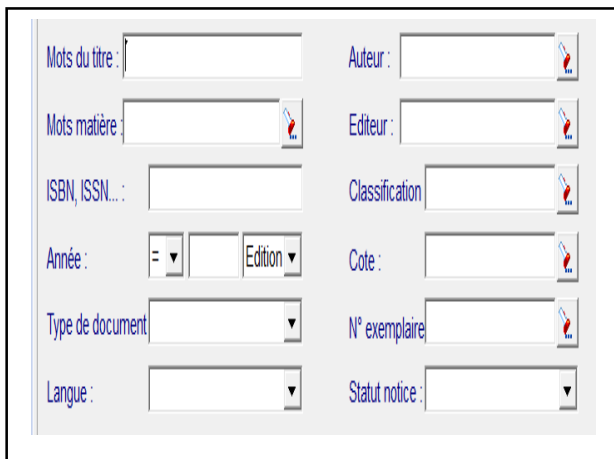 Mots du titre : Auteur :
Mots matière : Editeur :
ISBN, ISSN... : Classification
Année : = Edition Cote :
Type de document N° exemplaire
Langue : Statut notice :